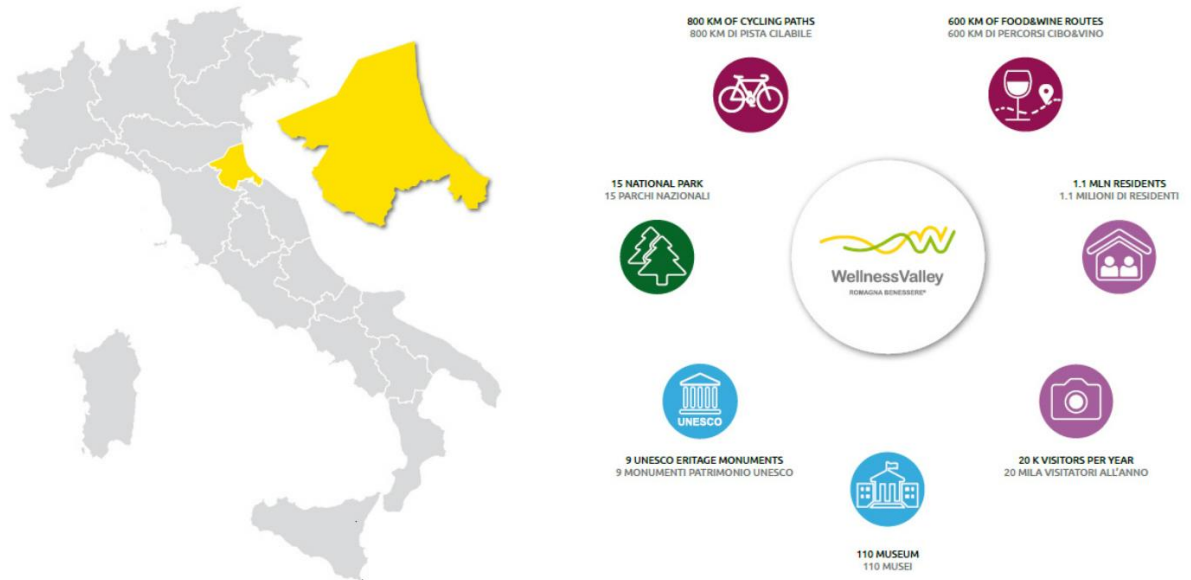 800 KM OF CYCLING PATHS
800 KM DI PISTA CILABILE
600 KM OF FOOD&WINE ROUTES
600 KM DI PERCORSI CIBO&VINO
15 NATIONAL PARK
15 PARCHI NAZIONALI
1.1 MLN RESIDENTS
1.1 MILIONI DI RESIDENTI
WellnessValley
ROMAGNA BENESSERE®
UNESCO
9 UNESCO ERITAGE MONUMENTS
9 MONUMENTI PATRIMONIO UNESCO
20 K VISITORS PER YEAR
20 MILA VISITATORI ALL'ANNO
110 MUSEUM
110 MUSEI